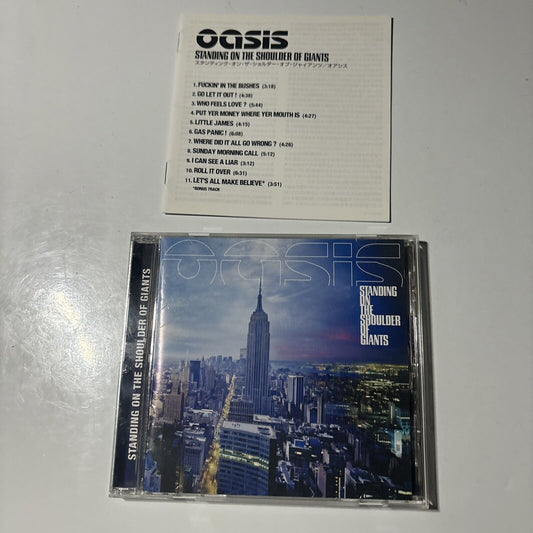 oasis
STANDING ON THE SHOULDER OF GIANTS
スタンディング・オン・ザ・ショルダー・オブ・ジャイアンツ／オアシス
1. FUCKIN' IN THE BUSHES (3:18)
2. GO LET IT OUT ! (4:38)
3. WHO FEELS LOVE ? (5:44)
4. PUT YER MONEY WHERE YER MOUTH IS (4:27)
5. LITTLE JAMES (4:15)
6. GAS PANIC ! (6:08)
7. WHERE DID IT ALL GO WRONG ? (4:26)
8. SUNDAY MORNING CALL (5:12)
9. I CAN SEE A LIAR (3:12)
10. ROLL IT OVER (6:31)
11. LET'S ALL MAKE BELIEVE* (3:51)
*BONUS TRACK
oasis
STANDING
ON
THE
SHOULDER
OF
GIANTS
STANDING ON THE SHOULDER OF GIANTS